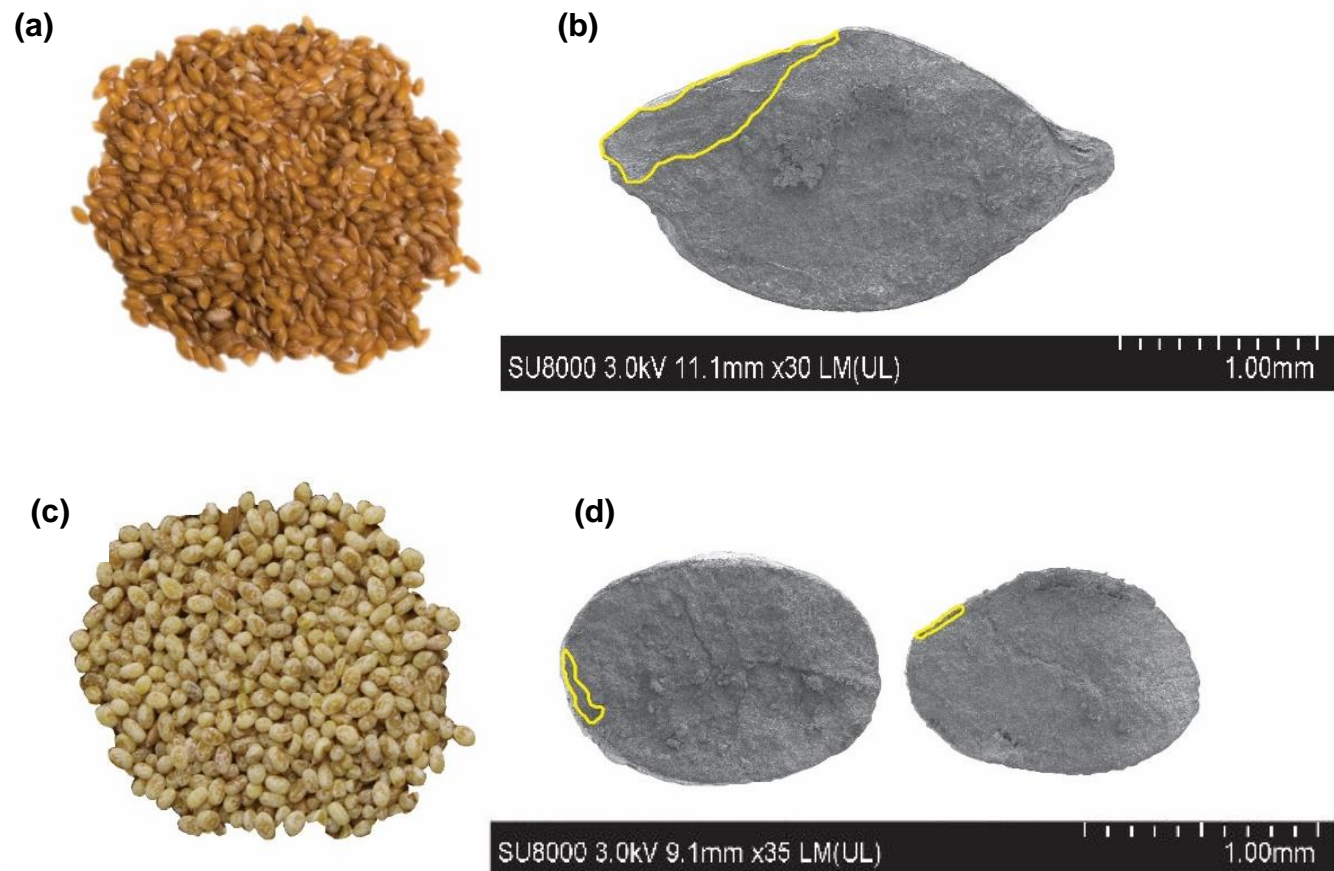 (a)
(b)
SU8000 3.0kV 11.1mm x30 LM(UL)
1.00mm
(c)
(d)
SU8000 3.0kV 9.1mm x35 LM(UL)
1.00mm